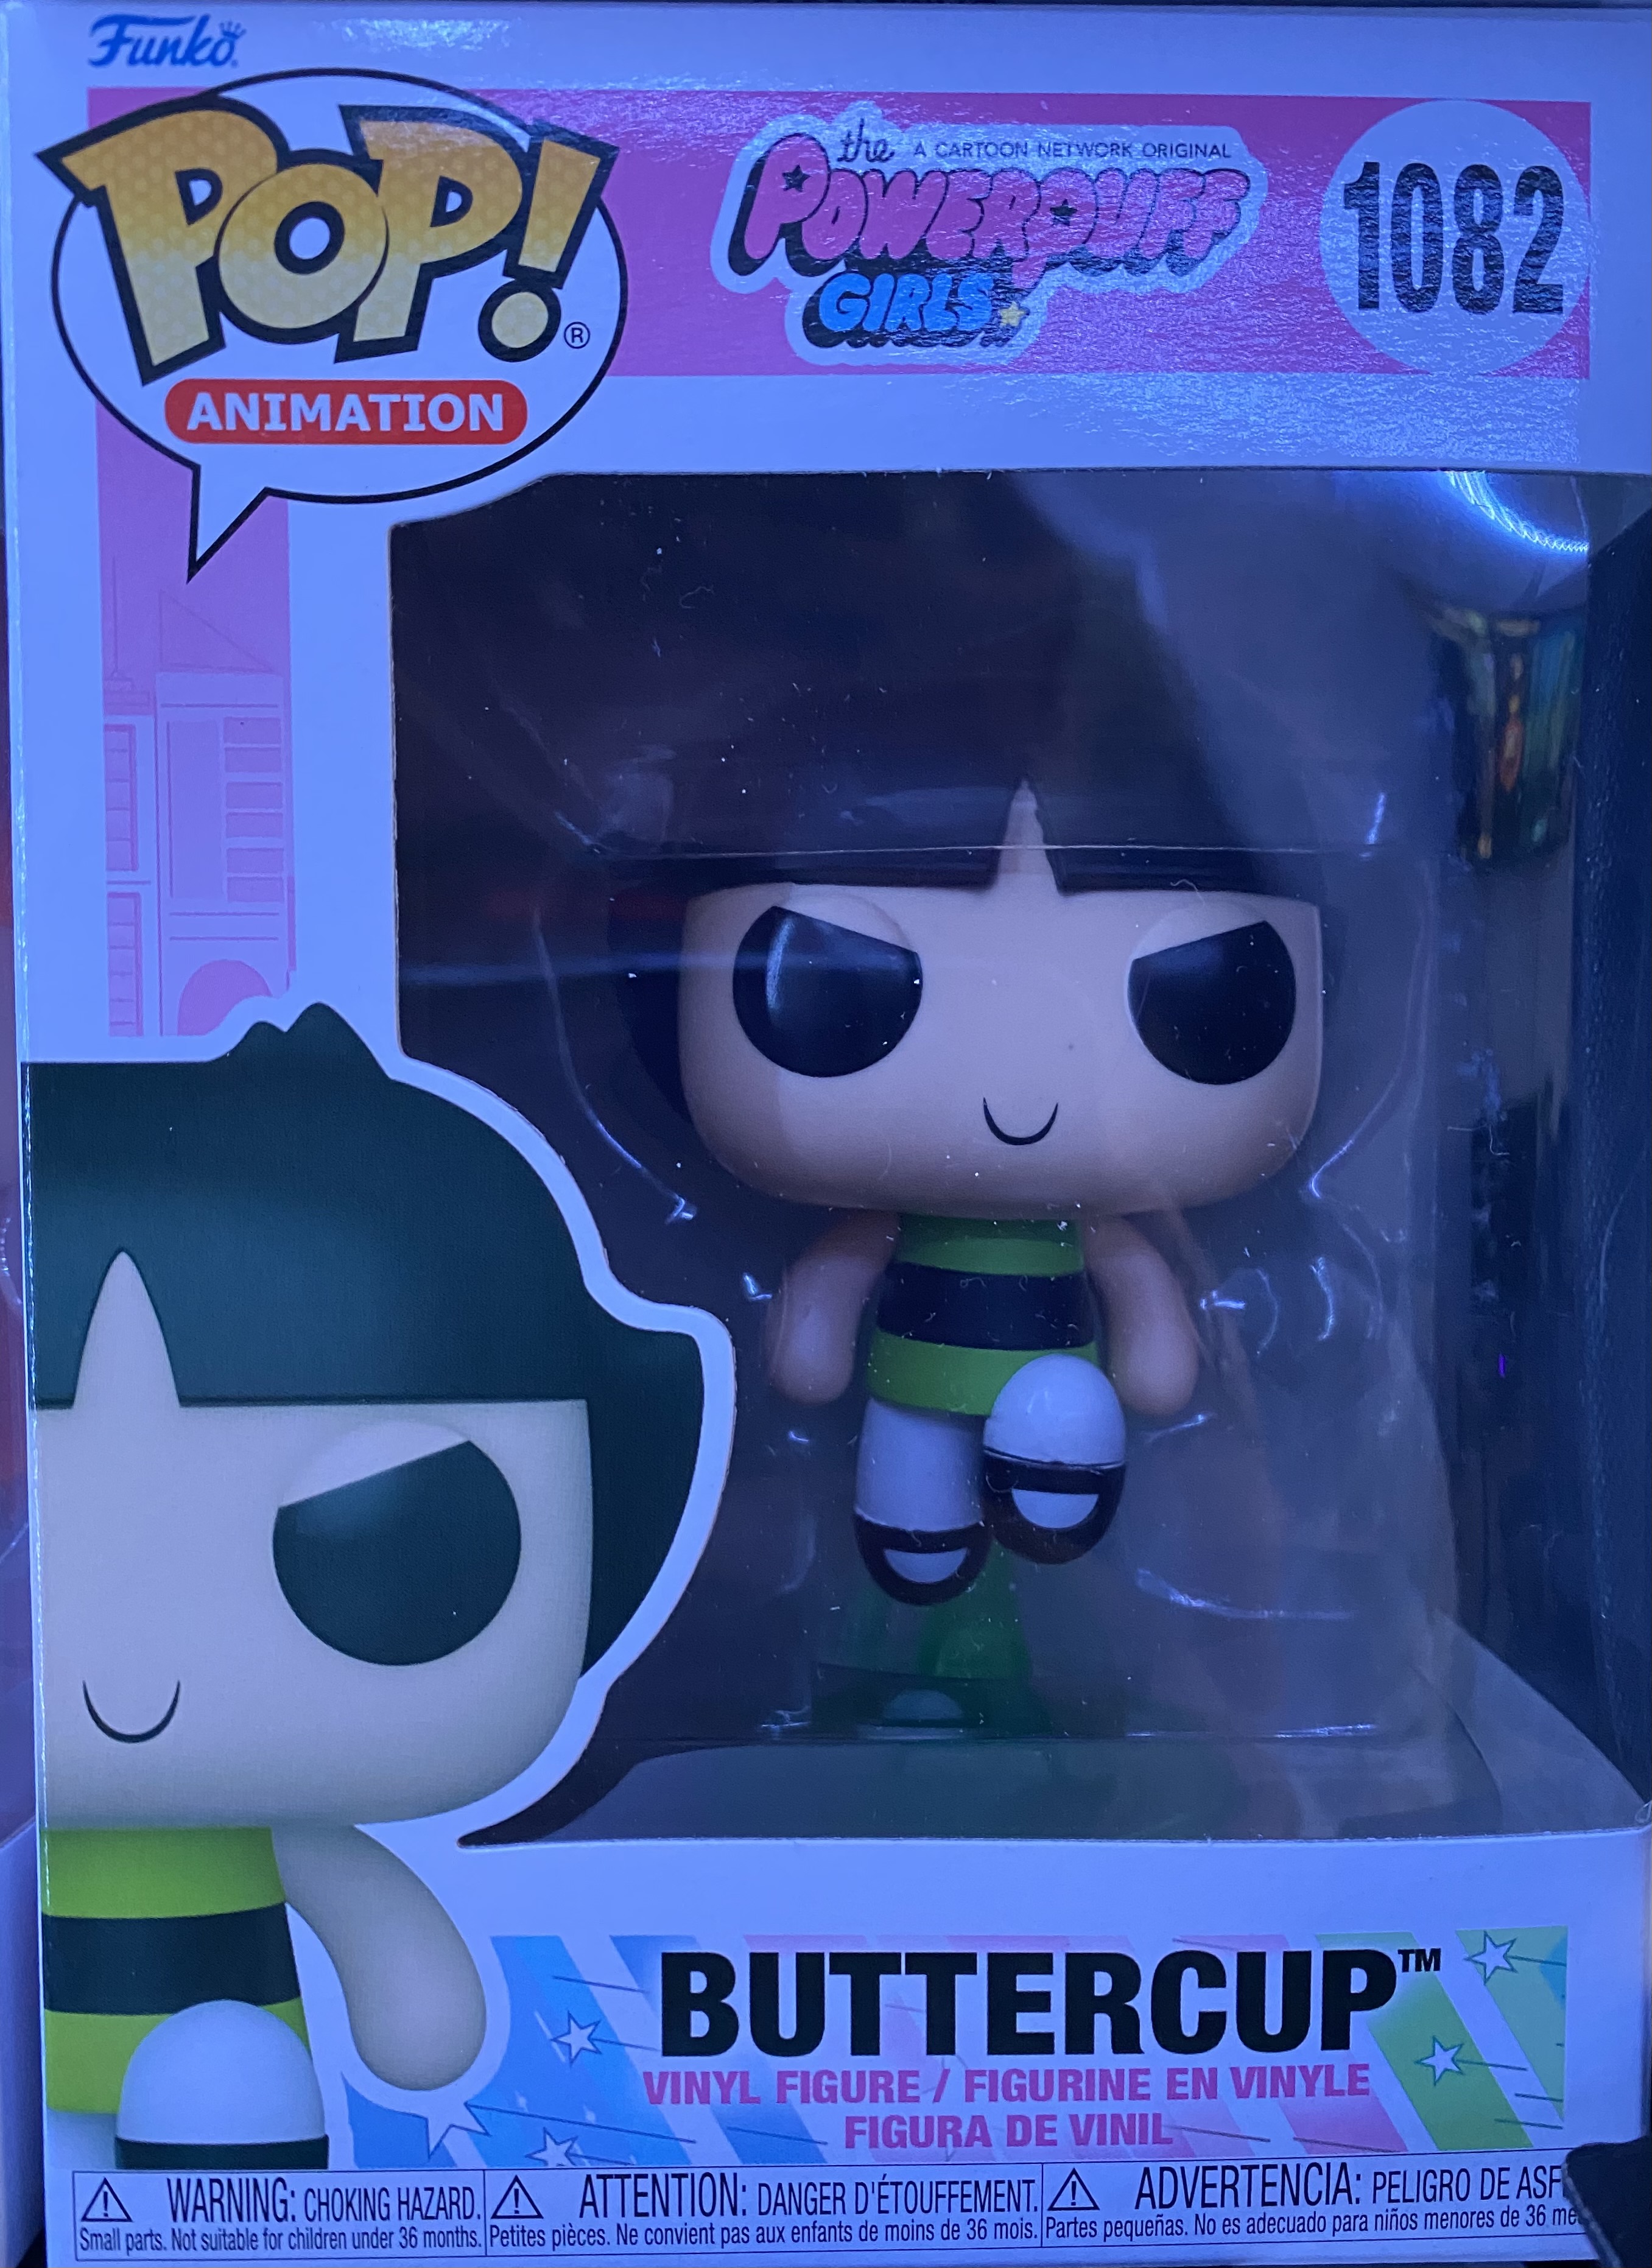 Funko
POP!®
ANIMATION
the A CARTOON NETWORK ORIGINAL
POWERPUFF
GIRLS
1082
BUTTERCUP™
VINYL FIGURE / FIGURINE EN VINYLE
FIGURA DE VINIL
WARNING: CHOKING HAZARD.
Small parts. Not suitable for children under 36 months.
ATTENTION: DANGER D'ÉTOUFFEMENT.
Petites pièces. Ne convient pas aux enfants de moins de 36 mois.
ADVERTENCIA: PELIGRO DE ASF
Partes pequeñas. No es adecuado para niños menores de 36 me